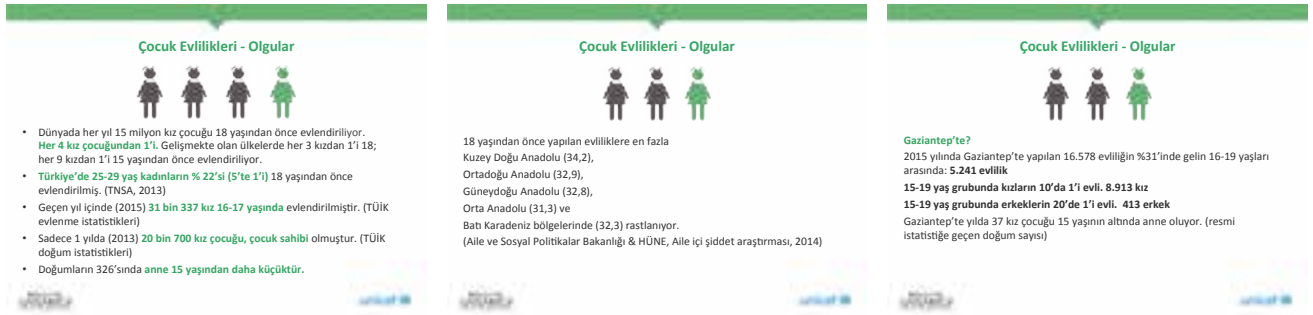 Çocuk Evlilikleri - Olgular
• Dünyada her yıl 15 milyon kız çocuğu 18 yaşından önce evlendiriliyor.
Her 4 kız çocuğundan 1'i. Gelişmekte olan ülkelerde her 3 kızdan 1'i 18;
her 9 kızdan 1'i 15 yaşından önce evlendiriliyor.
• Türkiye'de 25-29 yaş kadınların % 22'si (5'te 1'i) 18 yaşından önce
evlendirilmiş. (TNSA, 2013)
• Geçen yıl içinde (2015) 31 bin 337 kız 16-17 yaşında evlendirilmiştir. (TÜİK
evlenme istatistikleri)
• Sadece 1 yılda (2013) 20 bin 700 kız çocuğu, çocuk sahibi olmuştur. (TÜİK
doğum istatistikleri)
• Doğumların 326'sında anne 15 yaşından daha küçüktür.
unicef
Çocuk Evlilikleri - Olgular
18 yaşından önce yapılan evliliklere en fazla
Kuzey Doğu Anadolu (34,2),
Ortadoğu Anadolu (32,9),
Güneydoğu Anadolu (32,8),
Orta Anadolu (31,3) ve
Batı Karadeniz bölgelerinde (32,3) rastlanıyor.
(Aile ve Sosyal Politikalar Bakanlığı & HÜNE, Aile içi şiddet araştırması, 2014)
unicef
Çocuk Evlilikleri - Olgular
Gaziantep'te?
2015 yılında Gaziantep'te yapılan 16.578 evliliğin %31'inde gelin 16-19 yaşları
arasında: 5.241 evlilik
15-19 yaş grubunda kızların 10'da 1'i evli. 8.913 kız
15-19 yaş grubunda erkeklerin 20'de 1'i evli. 413 erkek
Gaziantep'te yılda 37 kız çocuğu 15 yaşının altında anne oluyor. (resmi
istatistiğe geçen doğum sayısı)
unicef